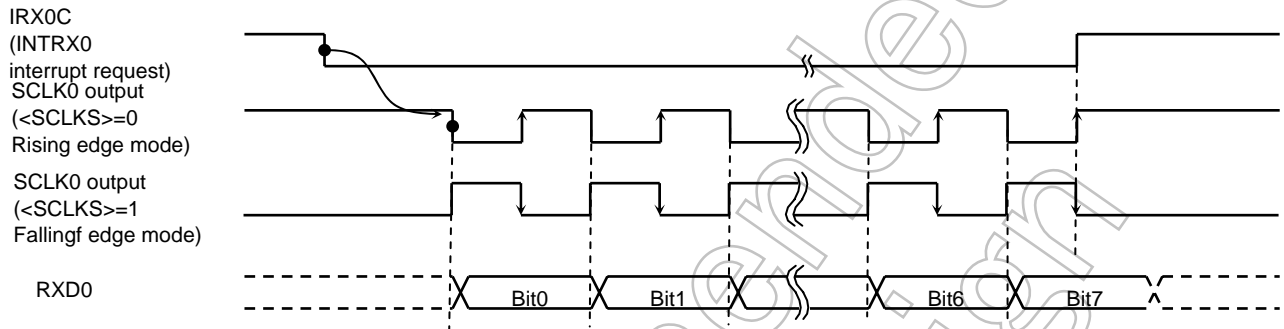 IRX0C
(INTRX0
interrupt request)
SCLK0 output
(<SCLKS>=0
Rising edge mode)
SCLK0 output
(<SCLKS>=1
Fallingf edge mode)
RXD0
Bit0
Bit1
Bit6
Bit7